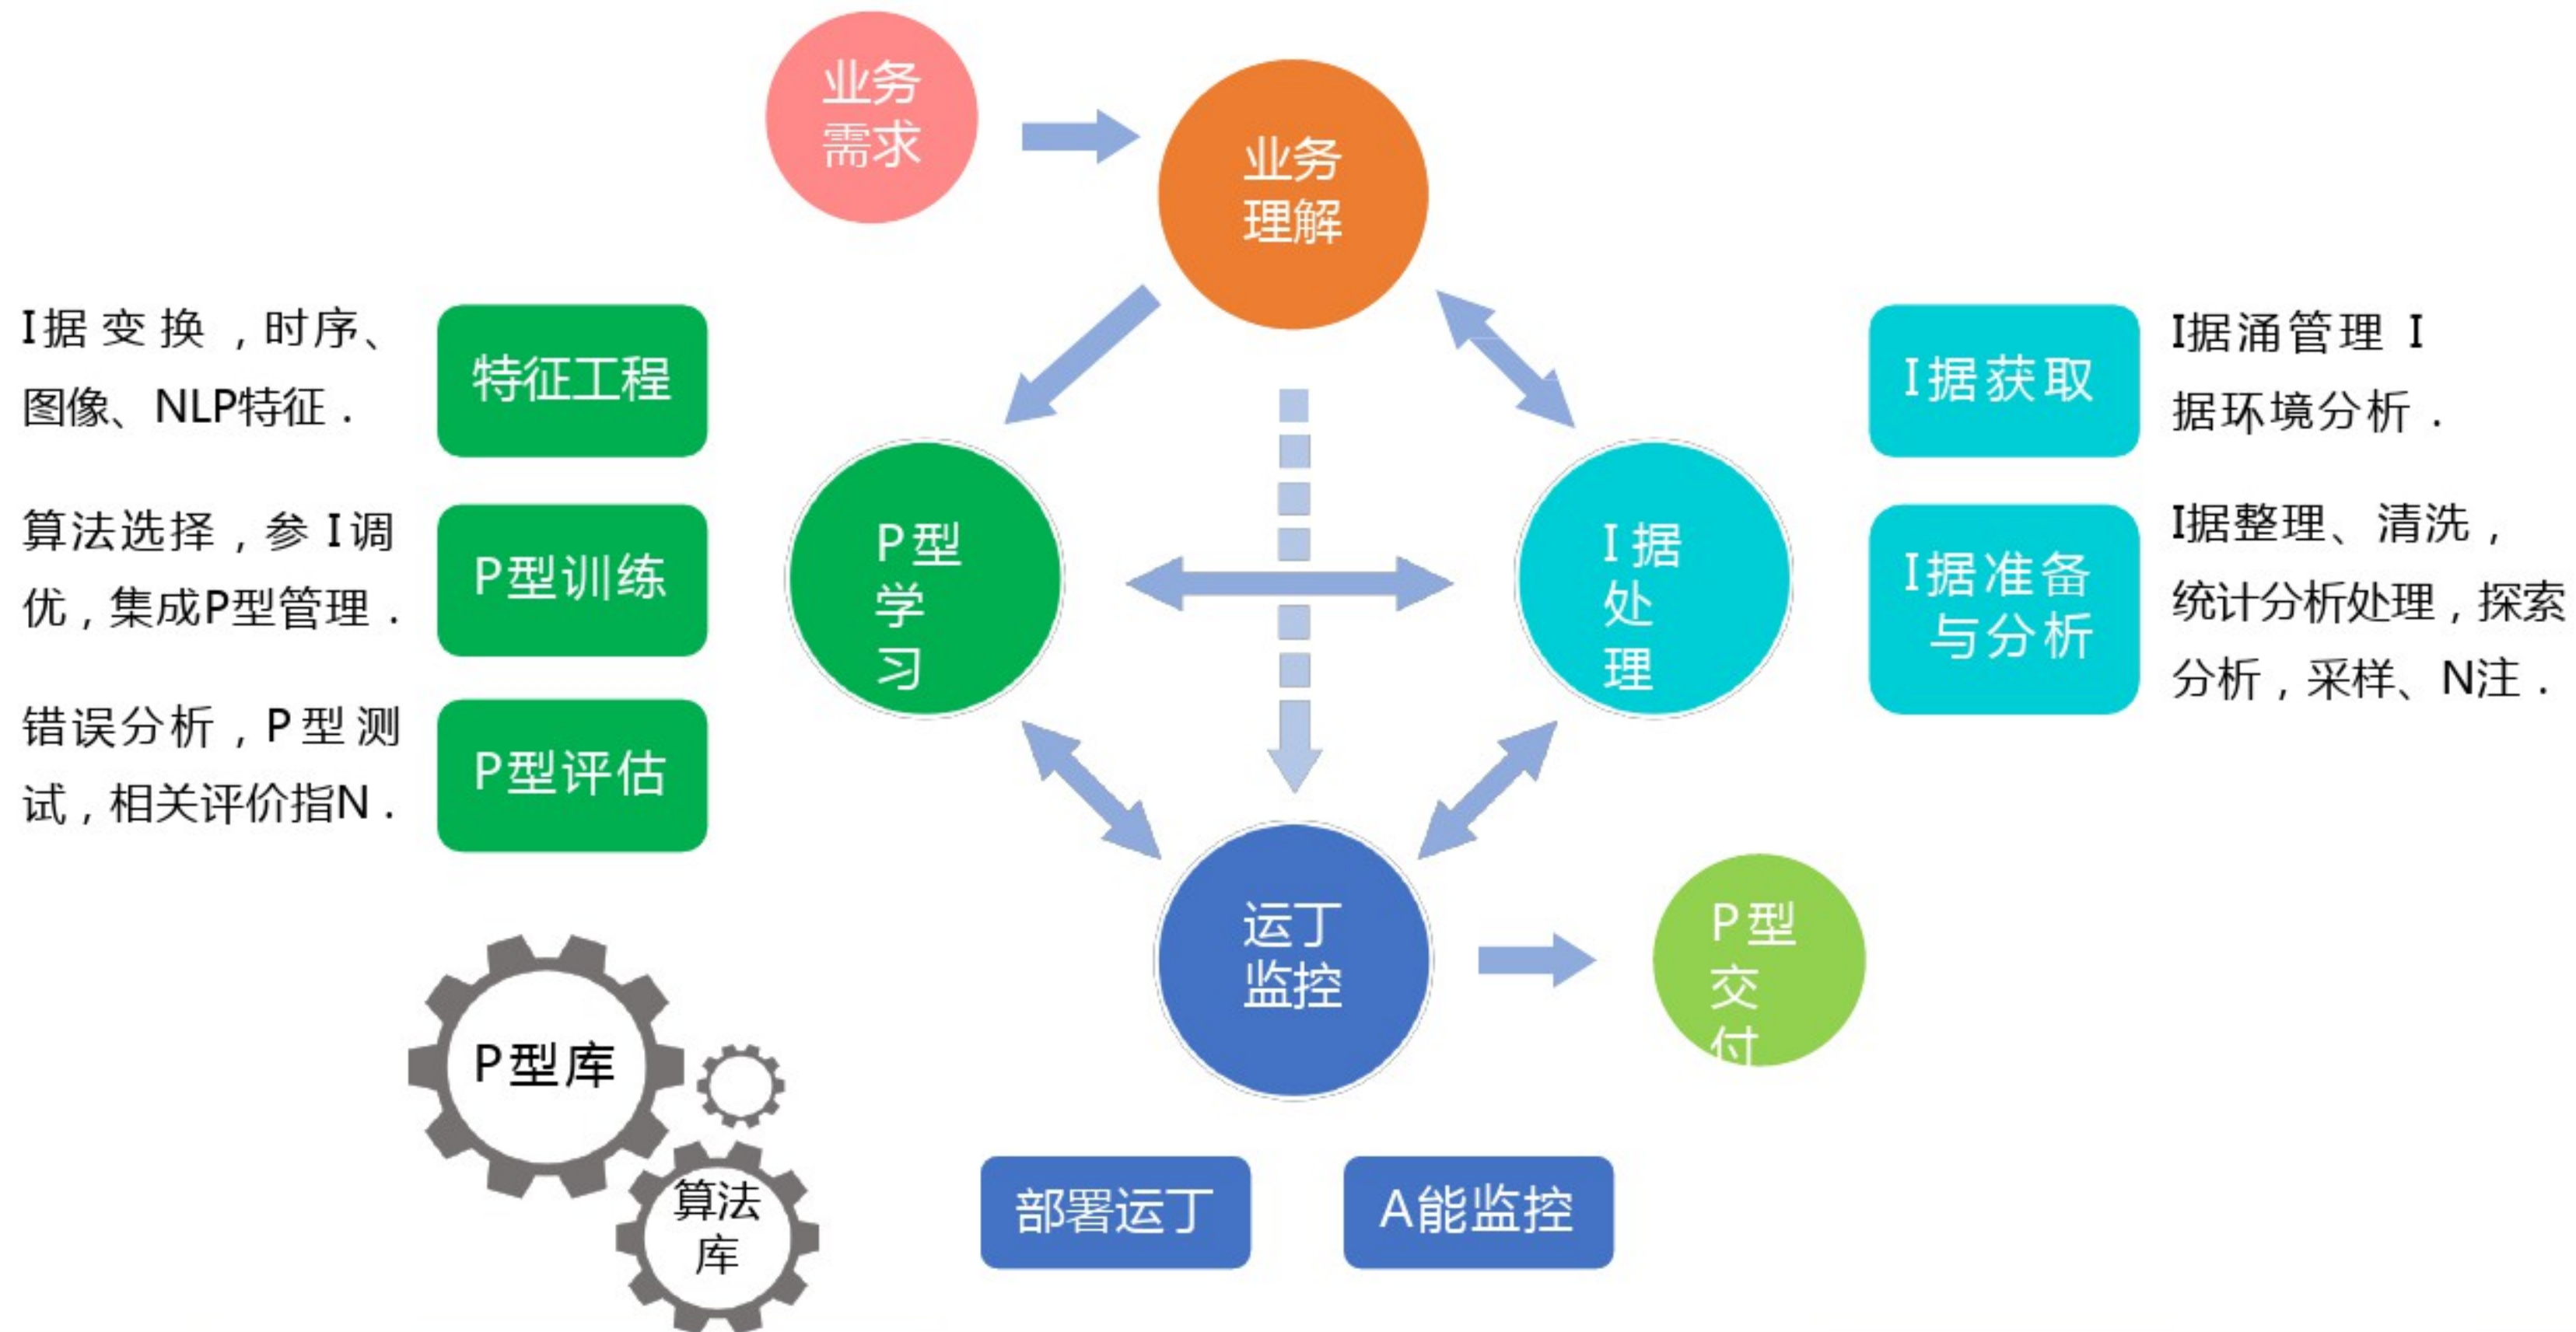 业务
需求
业务
理解
I据变换，时序、
图像、NLP特征．
特征工程
算法选择，参I调
优，集成P型管理．
P型训练
错误分析，P型测
试，相关评价指N．
P型评估
P型
学
习
I据
处
理
I据获取
I据涌管理 I
据环境分析．
I据准备
与分析
I据整理、清洗，
统计分析处理，探索
分析，采样、N注．
运丁
监控
P型
交
付
P型库
算法
库
部署运丁
A能监控